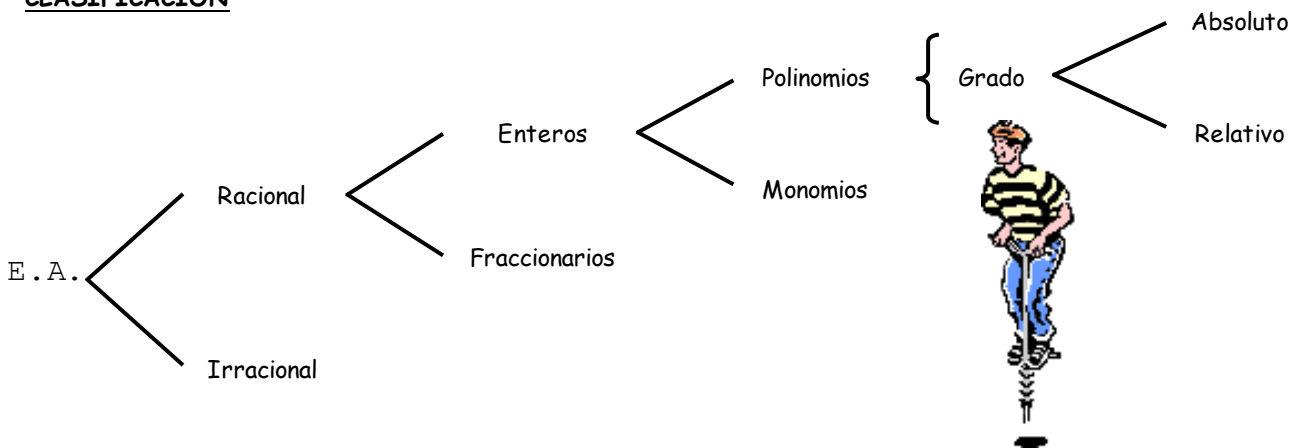 CLASIFICACIÓN
Absoluto
Polinomios
Grado
Enteros
Relativo
Racional
Monomios
Fraccionarios
E.A.
Irracional